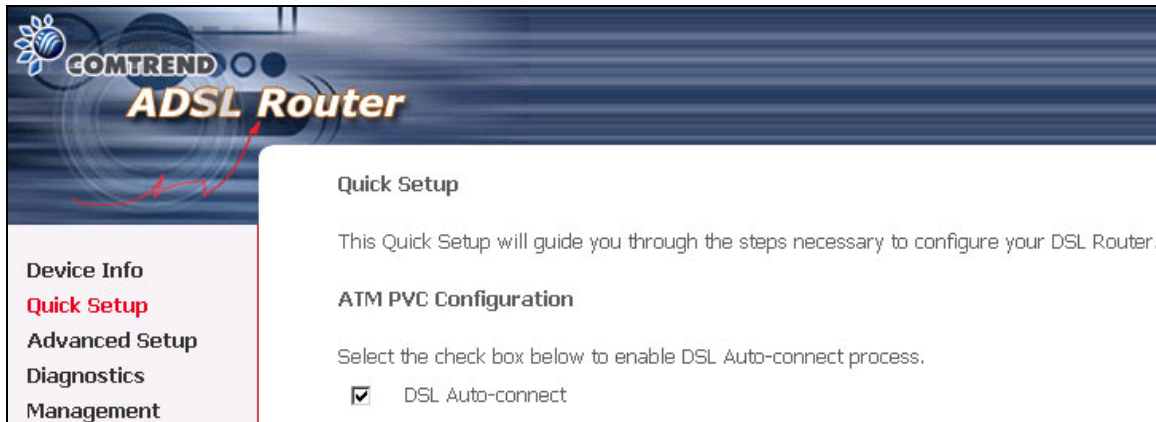 COMTREND
ADSL Router
Quick Setup
This Quick Setup will guide you through the steps necessary to configure your DSL Router.
ATM PVC Configuration
Select the check box below to enable DSL Auto-connect process.
DSL Auto-connect
Device Info
Quick Setup
Advanced Setup
Diagnostics
Management